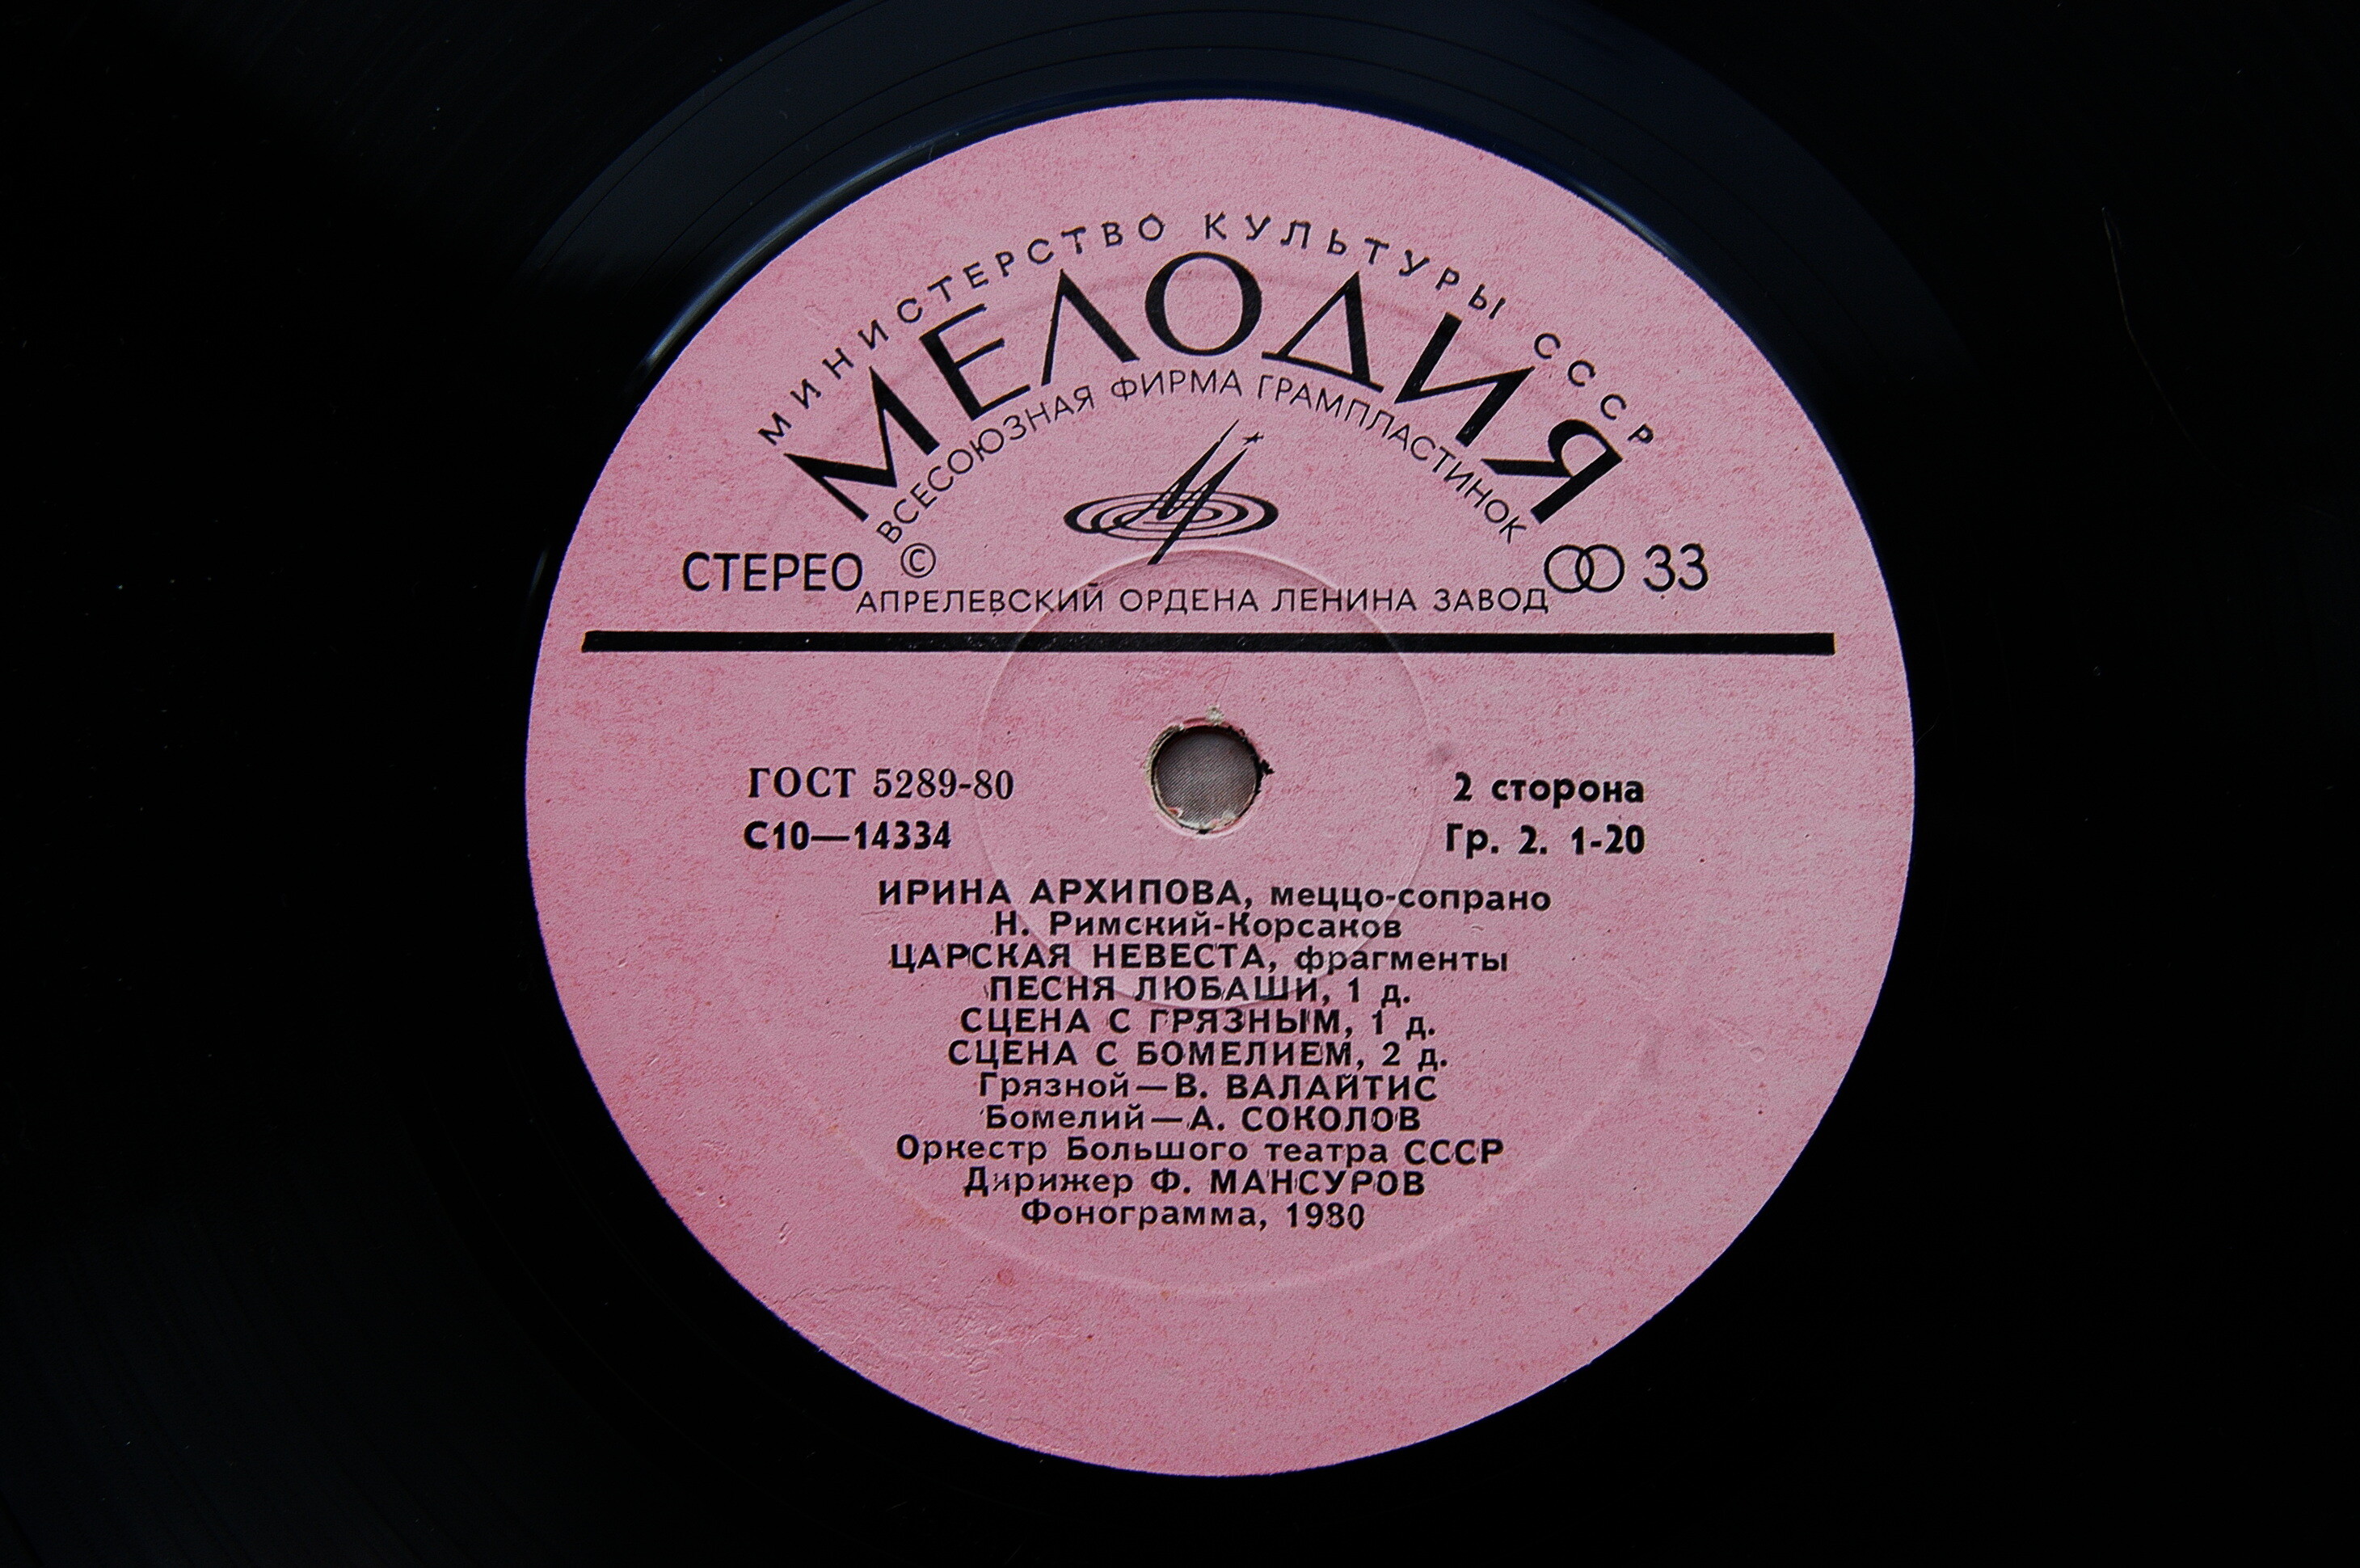 МИНИСТЕРСТВО КУЛЬТУРЫ СССР
МЕЛОДИЯ
ВСЕСОЮЗНАЯ ФИРМА ГРАМПЛАСТИНОК
СТЕРЕО © 33
АПРЕЛЕВСКИЙ ОРДЕНА ЛЕНИНА ЗАВОД
ГОСТ 5289-80 2 сторона
С10—14334 Гр. 2. 1-20
ИРИНА АРХИПОВА, меццо-сопрано
Н. Римский-Корсаков
ЦАРСКАЯ НЕВЕСТА, фрагменты
ПЕСНЯ ЛЮБАШИ, 1 д.
СЦЕНА С ГРЯЗНЫМ, 1 д.
СЦЕНА С БОМЕЛИЕМ, 2 д.
Грязной—В. ВАЛАЙТИС
Бомелий—А. СОКОЛОВ
Оркестр Большого театра СССР
Дирижер Ф. МАНСУРОВ
Фонограмма, 1980